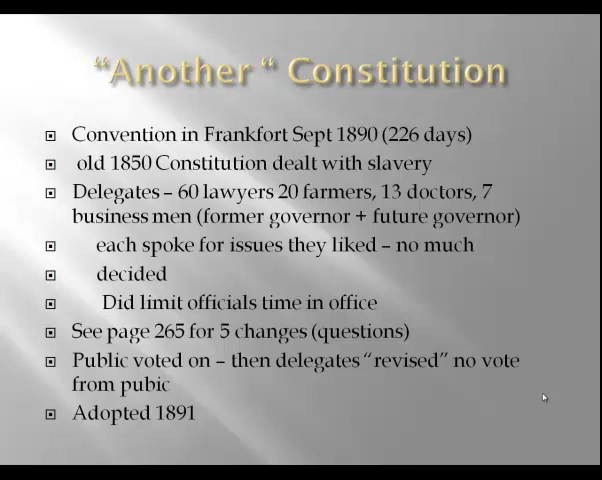 “Another “ Constitution
Convention in Frankfort Sept 1890 (226 days)
old 1850 Constitution dealt with slavery
Delegates – 60 lawyers 20 farmers, 13 doctors, 7
business men (former governor + future governor)
each spoke for issues they liked – no much
decided
Did limit officials time in office
See page 265 for 5 changes (questions)
Public voted on – then delegates “revised” no vote
from pubic
Adopted 1891